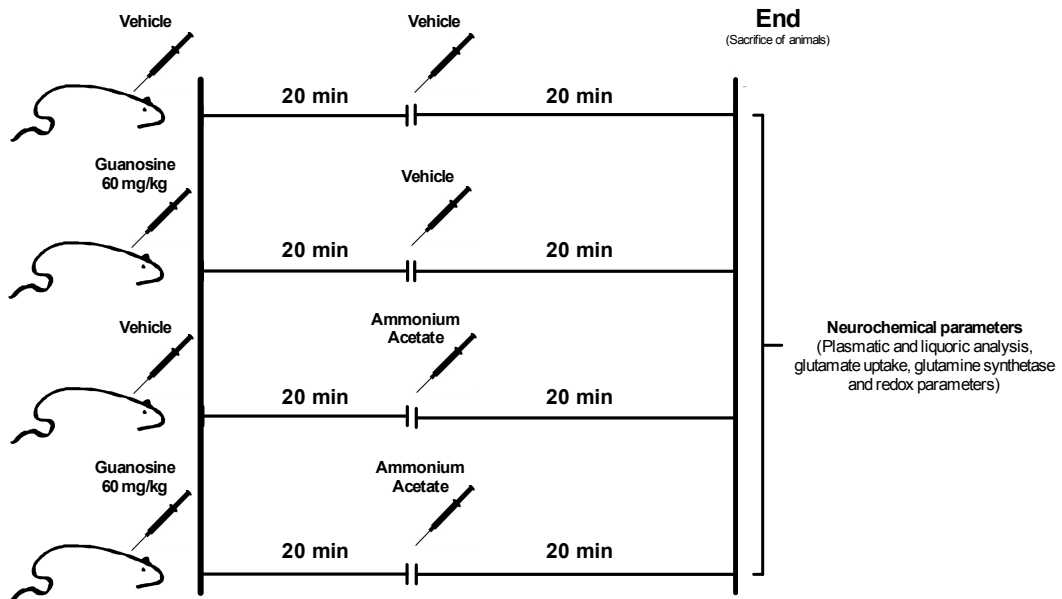 End
(Sacrifice of animals)
Vehicle
Vehicle
20 min
20 min
Guanosine
60 mg/kg
Vehicle
20 min
20 min
Vehicle
Ammonium
Acetate
20 min
20 min
Guanosine
60 mg/kg
Ammonium
Acetate
20 min
20 min
Neurochemical parameters
(Plasmatic and liquoric analysis,
glutamate uptake, glutamine synthetase
and redox parameters)